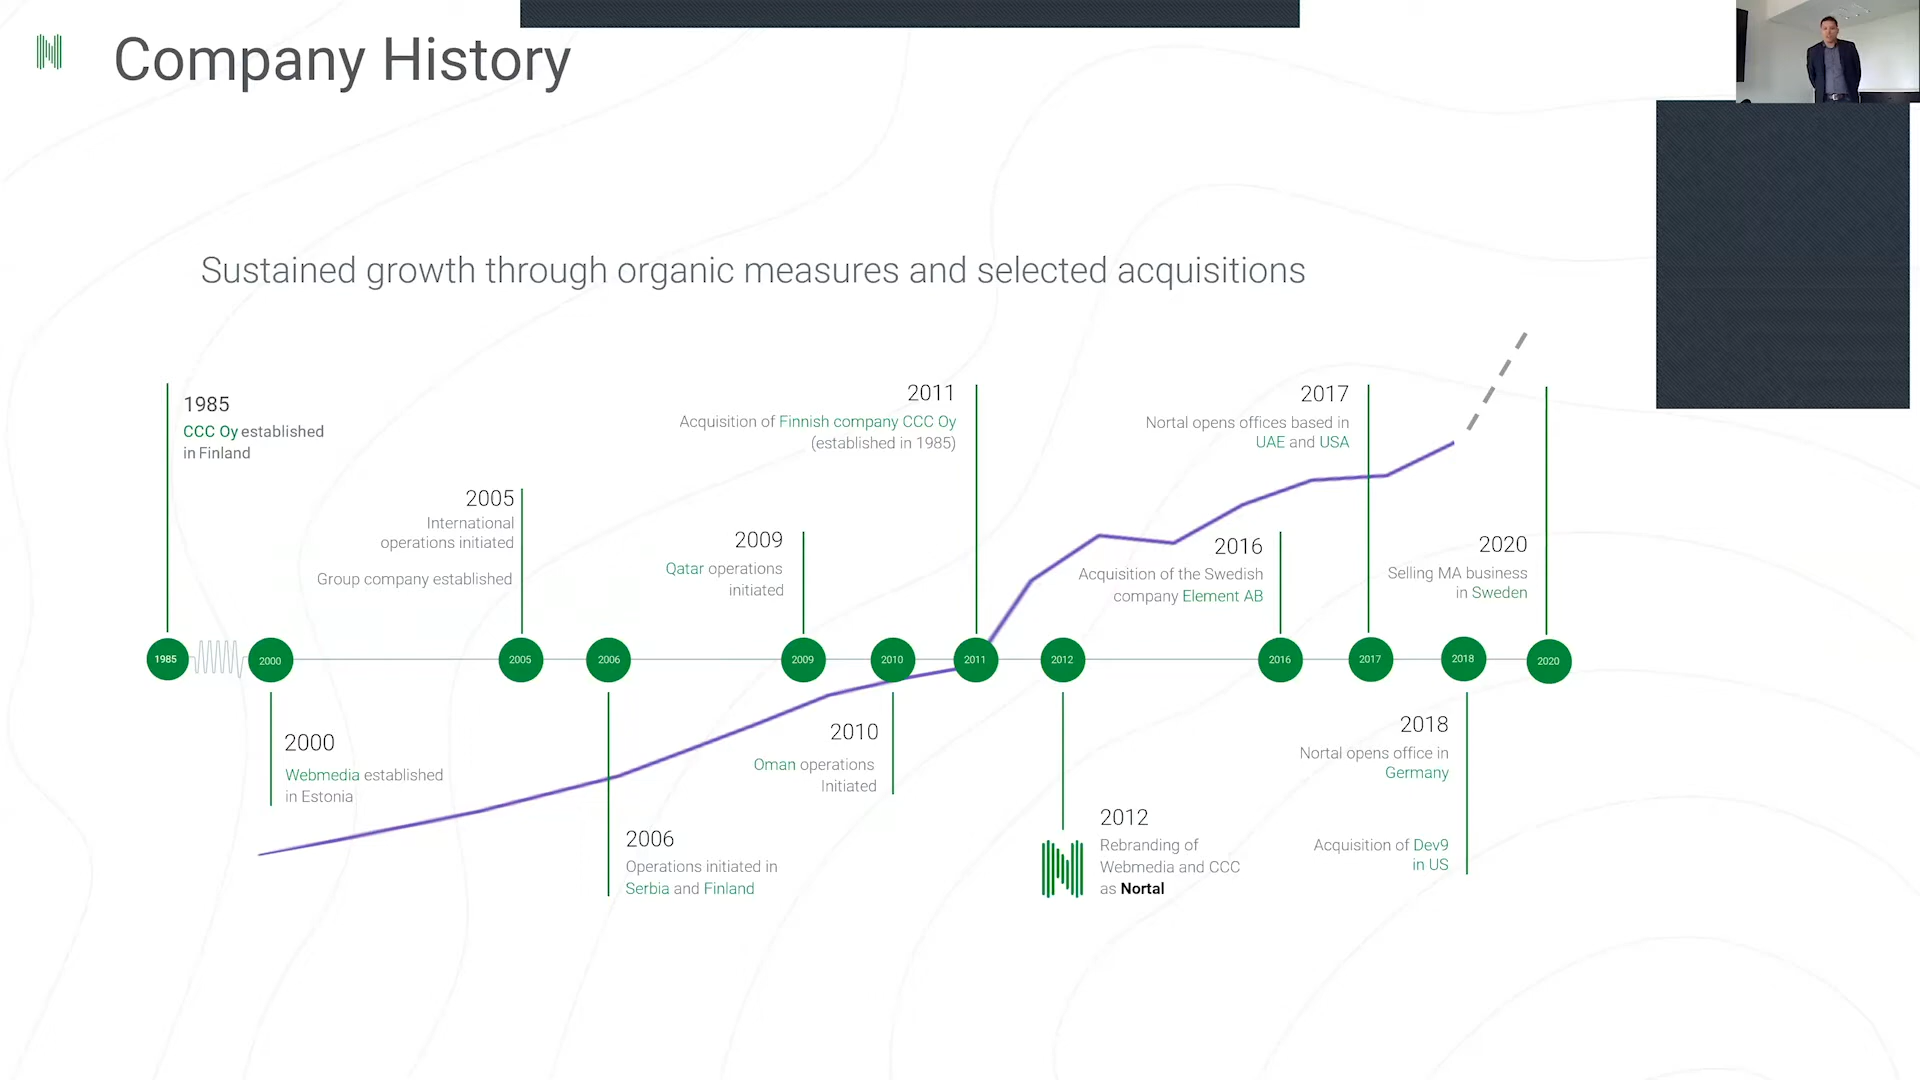 Company History
Sustained growth through organic measures and selected acquisitions
1985
CCC Oy established
in Finland
2005
International
operations initiated
Group company established
2009
Qatar operations
initiated
2011
Acquisition of Finnish company CCC Oy
(established in 1985)
2016
Acquisition of the Swedish
company Element AB
2017
Nortal opens offices based in
UAE and USA
2020
Selling MA business
in Sweden
1985
2000
2005
2006
2009
2010
2011
2012
2016
2017
2018
2020
2000
Webmedia established
in Estonia
2006
Operations initiated in
Serbia and Finland
2010
Oman operations
Initiated
2012
Rebranding of
Webmedia and CCC
as Nortal
2018
Nortal opens office in
Germany
Acquisition of Dev9
in US